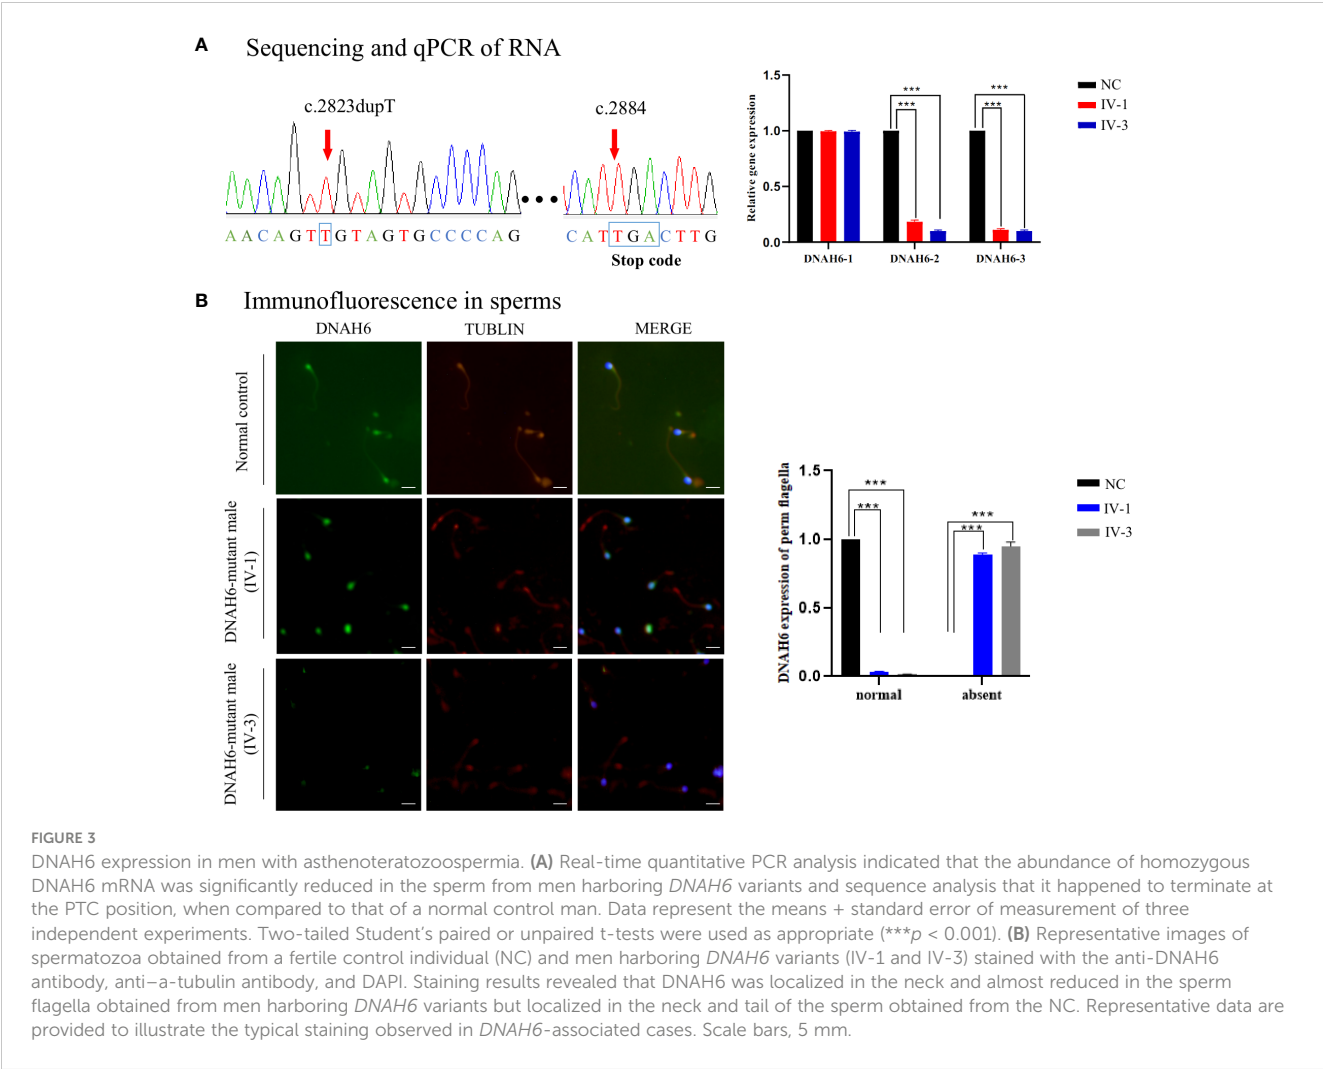 A Sequencing and qPCR of RNA
c.2823dupT
c.2884
A A C A G T T G T A G T G C C C C A G
C A T T G A C T T G
Stop code
Relative gene expression
1.5
1.0
0.5
0.0
*** *** *** ***
DNAH6-1 DNAH6-2 DNAH6-3
NC
IV-1
IV-3
B Immunofluorescence in sperms
DNAH6 TUBLIN MERGE
Normal control
DNAH6-mutant male
(IV-1)
DNAH6-mutant male
(IV-3)
DNAH6 expression of perm flagella
1.5
1.0
0.5
0.0
*** *** *** ***
normal absent
NC
IV-1
IV-3
FIGURE 3
DNAH6 expression in men with asthenoteratozoospermia. (A) Real-time quantitative PCR analysis indicated that the abundance of homozygous
DNAH6 mRNA was significantly reduced in the sperm from men harboring DNAH6 variants and sequence analysis that it happened to terminate at
the PTC position, when compared to that of a normal control man. Data represent the means + standard error of measurement of three
independent experiments. Two-tailed Student's paired or unpaired t-tests were used as appropriate (***p < 0.001). (B) Representative images of
spermatozoa obtained from a fertile control individual (NC) and men harboring DNAH6 variants (IV-1 and IV-3) stained with the anti-DNAH6
antibody, anti–a-tubulin antibody, and DAPI. Staining results revealed that DNAH6 was localized in the neck and almost reduced in the sperm
flagella obtained from men harboring DNAH6 variants but localized in the neck and tail of the sperm obtained from the NC. Representative data are
provided to illustrate the typical staining observed in DNAH6-associated cases. Scale bars, 5 mm.